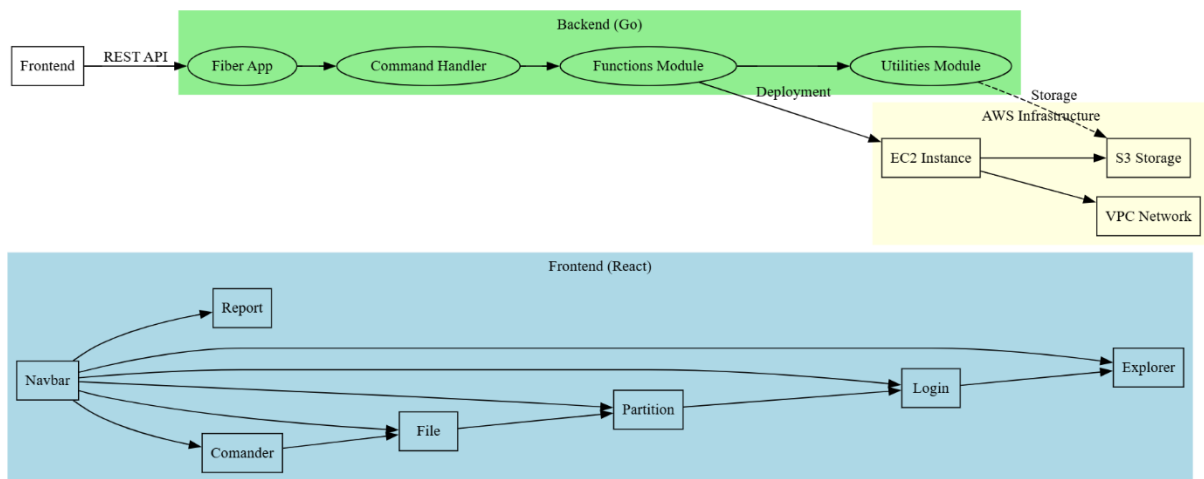 Backend (Go)
Frontend
REST API
Fiber App
Command Handler
Functions Module
Utilities Module
Deployment
Storage
AWS Infrastructure
EC2 Instance
S3 Storage
VPC Network
Frontend (React)
Report
Navbar
Explorer
Login
Partition
File
Comander